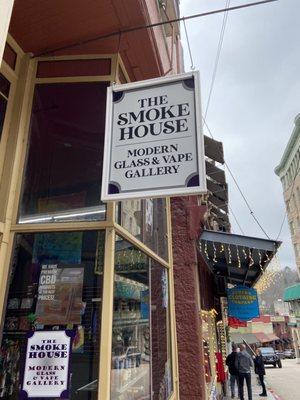 THE
SMOKE
HOUSE
MODERN
GLASS & VAPE
GALLERY
CBD
THE
SMOKE
HOUSE
MODERN
GLASS & VAPE
GALLERY